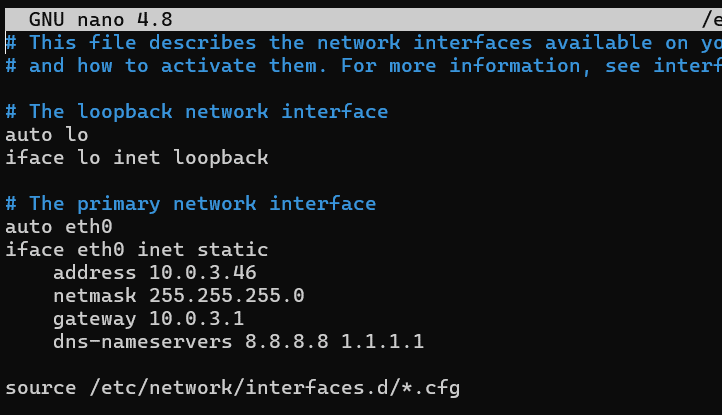 GNU nano 4.8 /e
# This file describes the network interfaces available on yo
# and how to activate them. For more information, see interf
# The loopback network interface
auto lo
iface lo inet loopback
# The primary network interface
auto eth0
iface eth0 inet static
address 10.0.3.46
netmask 255.255.255.0
gateway 10.0.3.1
dns-nameservers 8.8.8.8 1.1.1.1
source /etc/network/interfaces.d/*.cfg